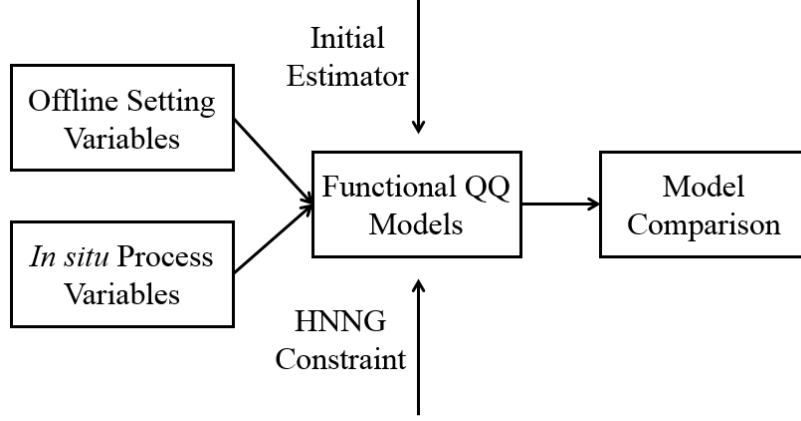 Initial
Estimator
Offline Setting
Variables
Functional QQ
Models
Model
Comparison
In situ Process
Variables
HNNG
Constraint